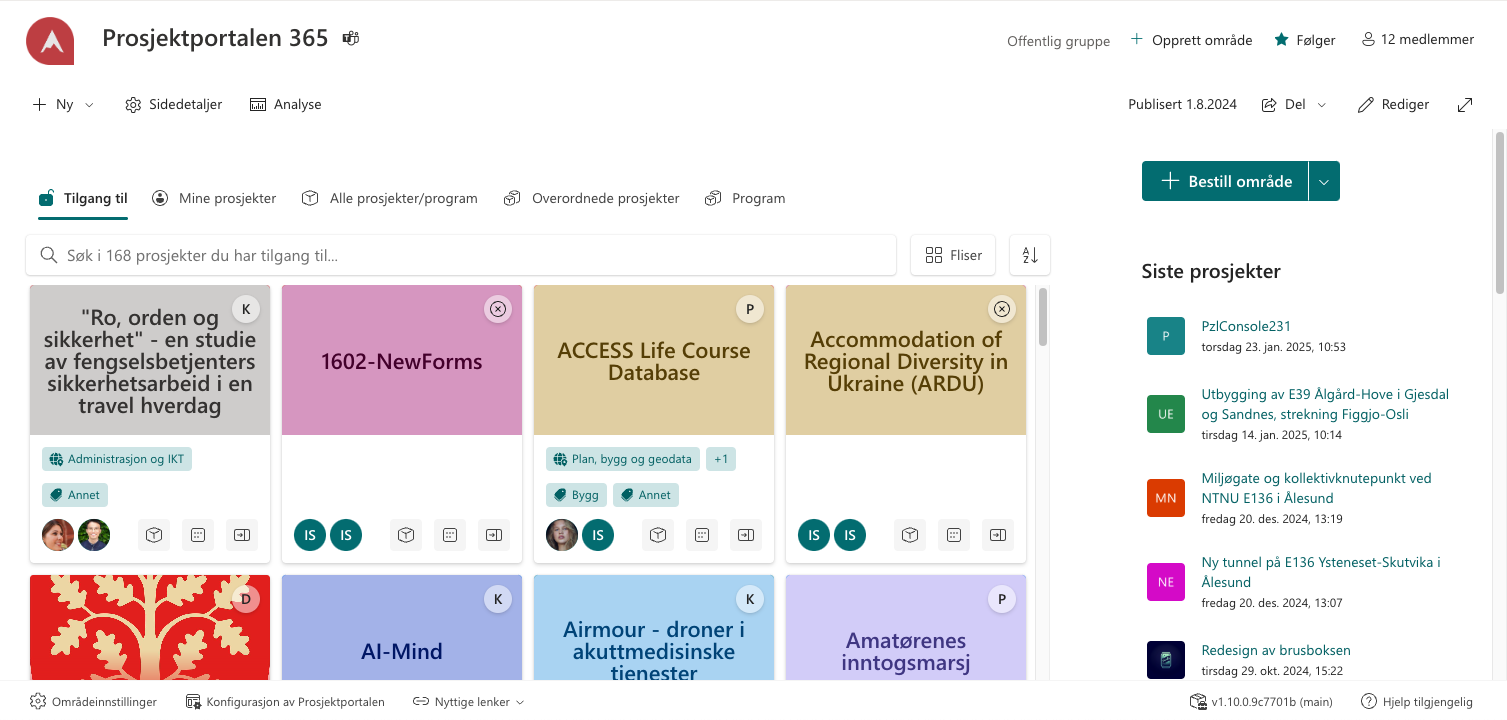 Prosjektportalen 365
Offentlig gruppe
Opprett område
Følger
12 medlemmer
Ny
Sidedetaljer
Analyse
Publisert 1.8.2024
Del
Rediger
Tilgang til
Mine prosjekter
Alle prosjekter/program
Overordnede prosjekter
Program
Bestill område
Søk i 168 prosjekter du har tilgang til...
Fliser
A
Z
"Ro, orden og
sikkerhet" - en studie
av fengselsbetjenters
sikkerhetsarbeid i en
travel hverdag
K
Administrasjon og IKT
Annet
1602-NewForms
IS
IS
ACCESS Life Course
Database
P
Plan, bygg og geodata
+1
Bygg
Annet
IS
Accommodation of
Regional Diversity in
Ukraine (ARDU)
IS
IS
D
AI-Mind
K
Airmour - droner i
akuttmedisinske
tjenester
K
Amatørenes
inntogsmarsj
P
Siste prosjekter
P
PzlConsole231
torsdag 23. jan. 2025, 10:53
UE
Utbygging av E39 Ålgård-Hove i Gjesdal
og Sandnes, strekning Figgjo-Osli
tirsdag 14. jan. 2025, 10:14
MN
Miljøgate og kollektivknutepunkt ved
NTNU E136 i Ålesund
fredag 20. des. 2024, 13:19
NE
Ny tunnel på E136 Ysteneset-Skutvika i
Ålesund
fredag 20. des. 2024, 13:07
Redesign av brusboksen
tirsdag 29. okt. 2024, 15:22
Områdeinnstillinger
Konfigurasjon av Prosjektportalen
Nyttige lenker
v1.10.0.9c7701b (main)
Hjelp tilgjengelig